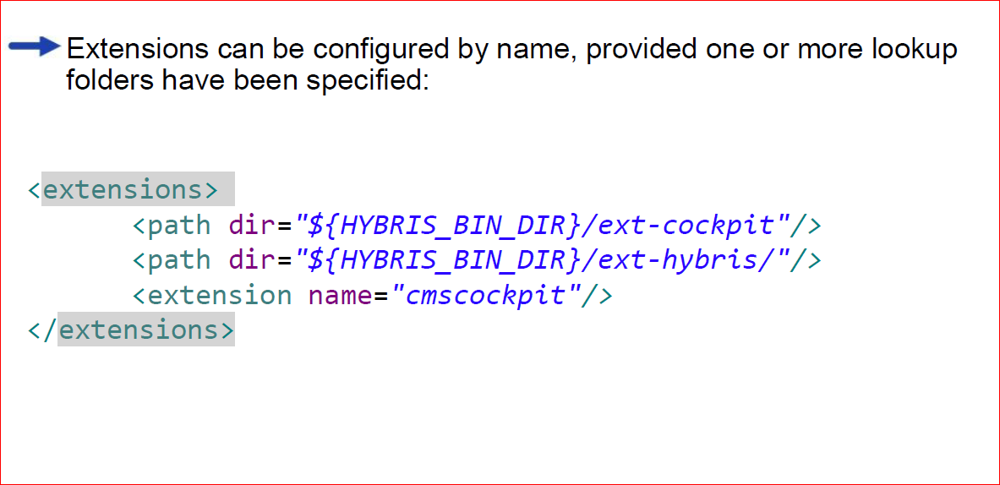 Extensions can be configured by name, provided one or more lookup
folders have been specified:
<extensions>
<path dir="${HYBRIS_BIN_DIR}/ext-cockpit"/>
<path dir="${HYBRIS_BIN_DIR}/ext-hybris/"/>
<extension name="cmscockpit"/>
</extensions>